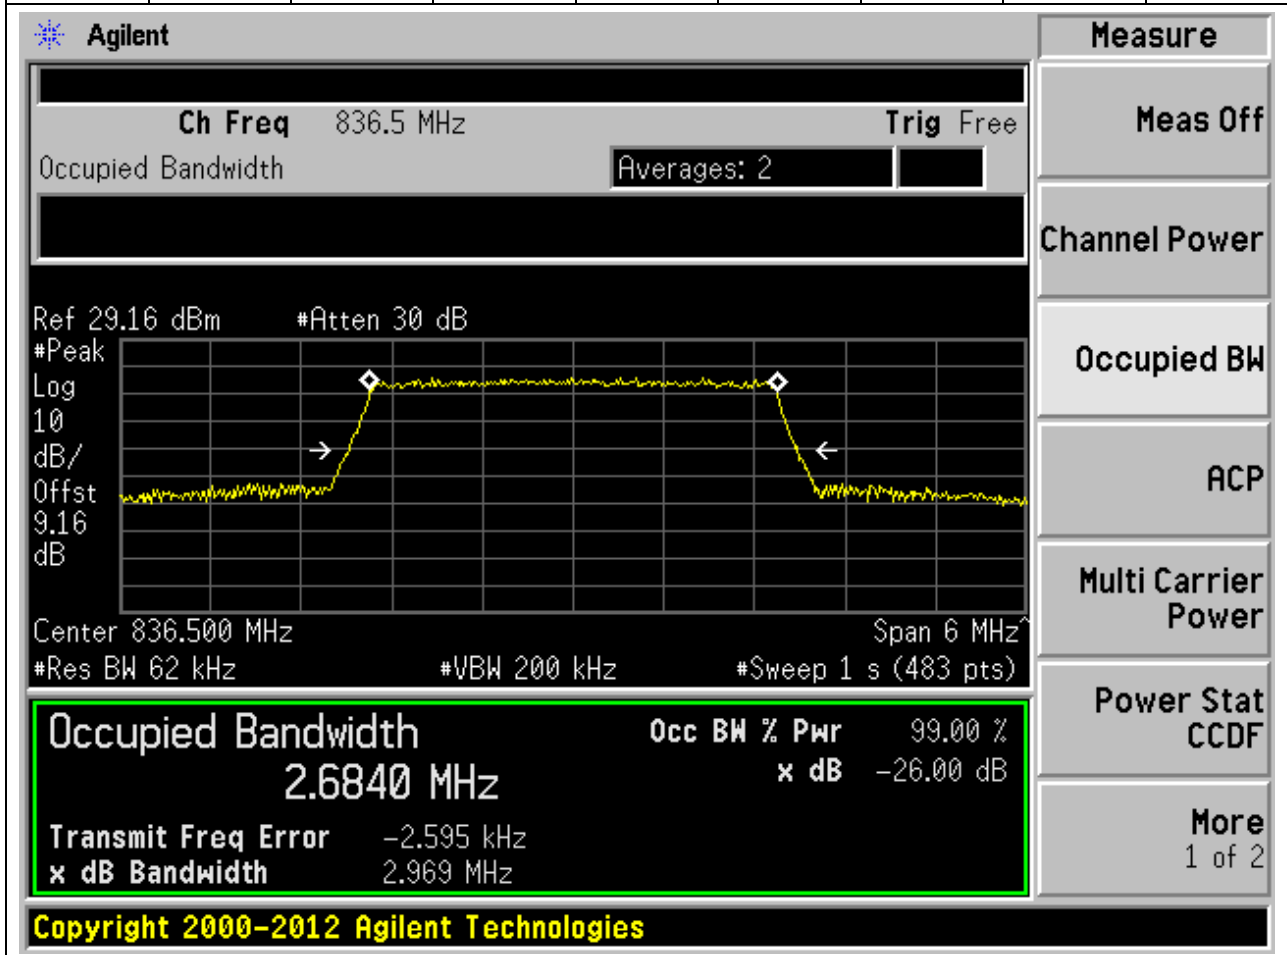 Agilent
Measure
Ch Freq 836.5 MHz Trig Free
Meas Off
Occupied Bandwidth Averages: 2
Channel Power
Ref 29.16 dBm #Atten 30 dB
#Peak
Log
10
dB/
Offst
9.16
dB
Occupied BW
ACP
Center 836.500 MHz Span 6 MHz^
#Res BW 62 kHz #VBW 200 kHz #Sweep 1 s (483 pts)
Multi Carrier
Power
Occupied Bandwidth Occ BW % Pwr 99.00 %
2.6840 MHz x dB -26.00 dB
Transmit Freq Error -2.595 kHz
x dB Bandwidth 2.969 MHz
Power Stat
CCDF
More
1 of 2
Copyright 2000-2012 Agilent Technologies